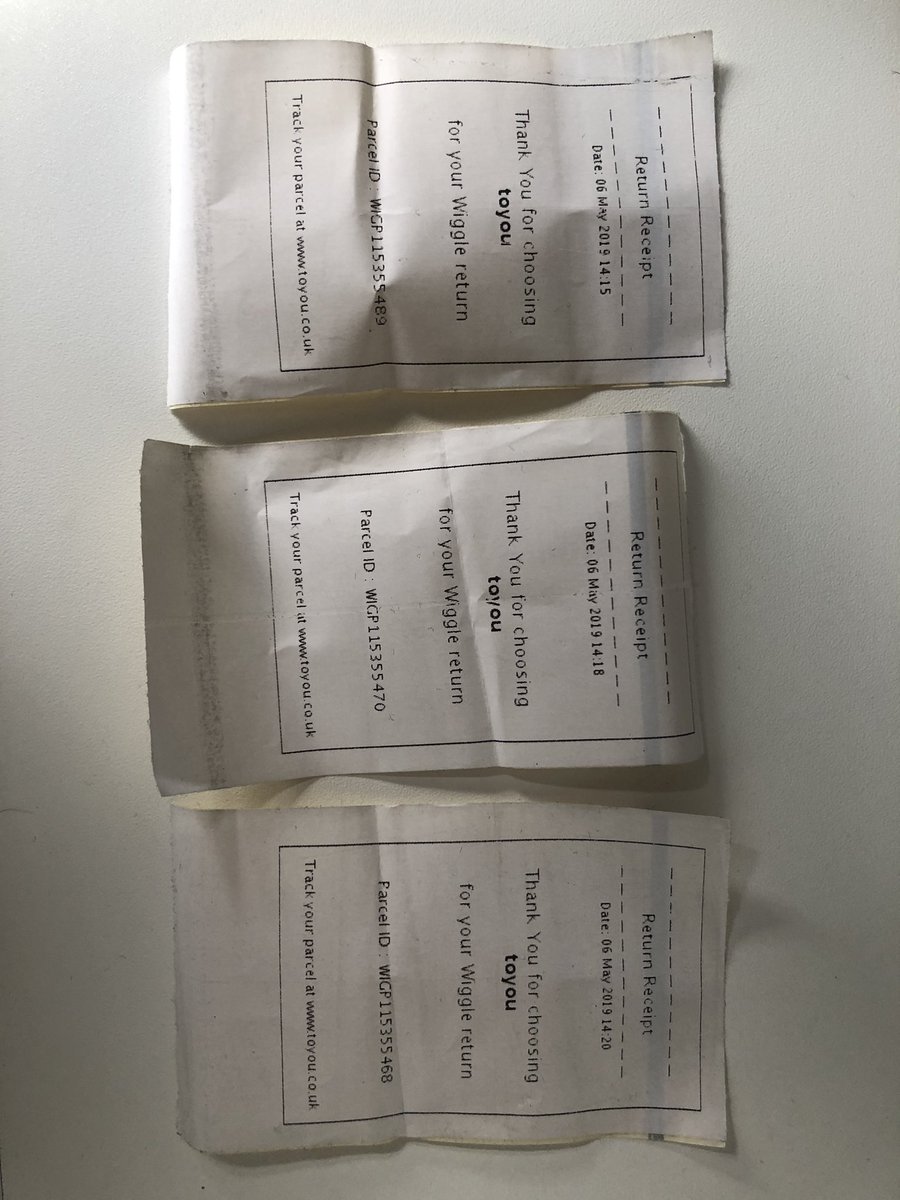 Return Receipt
Date: 06 May 2019 14:15
Thank You for choosing
toyou
for your Wiggle return
Parcel ID : WIGP115355489
Track your parcel at www.toyou.co.uk
Return Receipt
Date: 06 May 2019 14:18
Thank You for choosing
toyou
for your Wiggle return
Parcel ID : WIGP115355470
Track your parcel at www.toyou.co.uk
Return Receipt
Date: 06 May 2019 14:20
Thank You for choosing
toyou
for your Wiggle return
Parcel ID : WIGP115355468
Track your parcel at www.toyou.co.uk